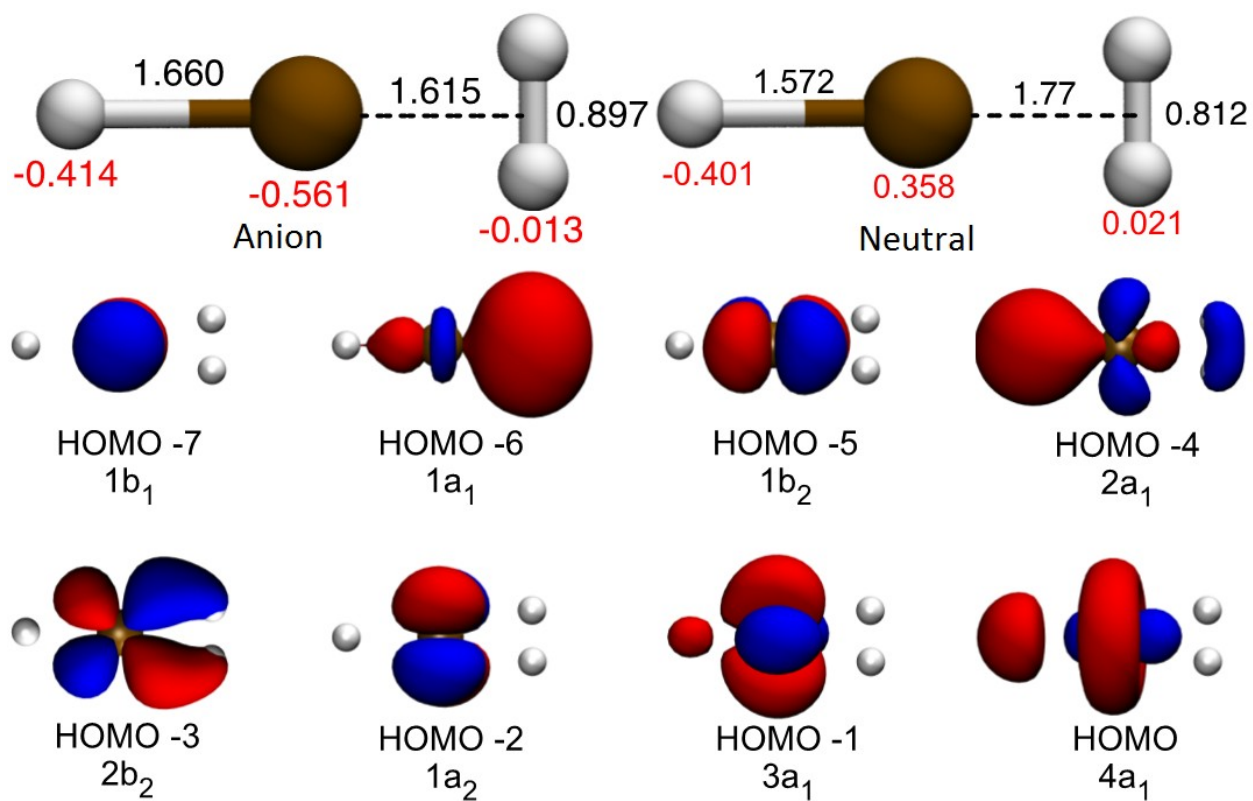 1.660
1.615
0.897
-0.414
-0.561
-0.013
Anion
1.572
1.77
0.812
-0.401
0.358
0.021
Neutral
HOMO -7
1b₁
HOMO -6
1a₁
HOMO -5
1b₂
HOMO -4
2a₁
HOMO -3
2b₂
HOMO -2
1a₂
HOMO -1
3a₁
HOMO
4a₁